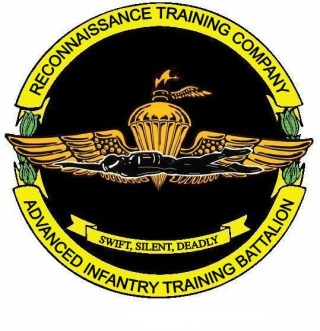 RECONNAISSANCE TRAINING COMPANY
SWIFT, SILENT, DEADLY
ADVANCED INFANTRY TRAINING BATTALION